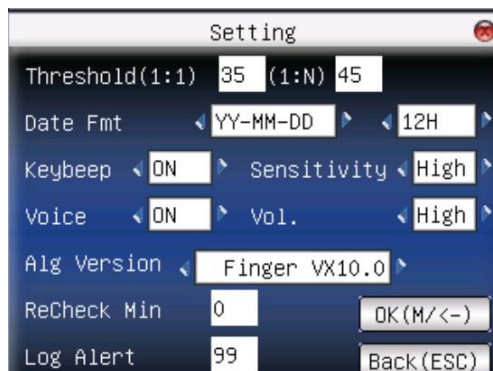 Setting
Threshold(1:1) 35 (1:N) 45
Date Fmt YY-MM-DD 12H
Keybeep ON Sensitivity High
Voice ON Vol. High
Alg Version Finger VX10.0
ReCheck Min 0 OK(M/<-)
Log Alert 99 Back(ESC)